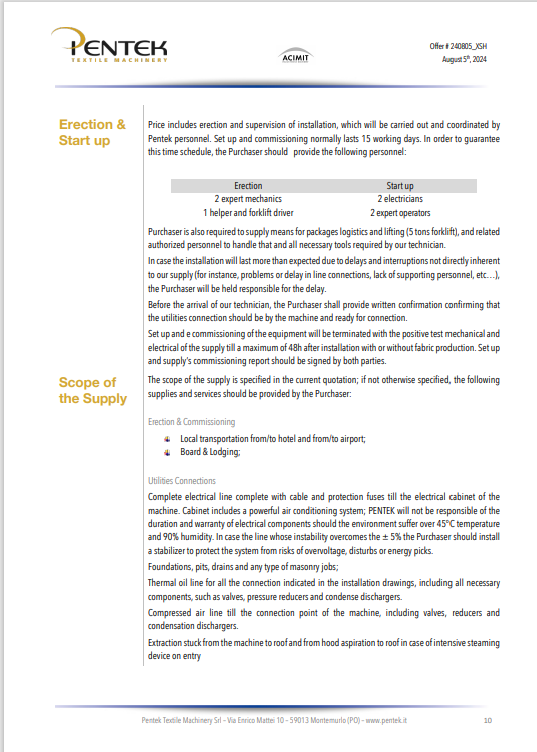 PENTEK
TEXTILE MACHINERY
ACIMIT
Offer # 240805_XSH
August 5th, 2024
Erection &
Start up
Price includes erection and supervision of installation, which will be carried out and coordinated by
Pentek personnel. Set up and commissioning normally lasts 15 working days. In order to guarantee
this time schedule, the Purchaser should provide the following personnel:
Erection Start up
2 expert mechanics 2 electricians
1 helper and forklift driver 2 expert operators
Purchaser is also required to supply means for packages logistics and lifting (5 tons forklift), and related
authorized personnel to handle that and all necessary tools required by our technician.
In case the installation will last more than expected due to delays and interruptions not directly inherent
to our supply (for instance, problems or delay in line connections, lack of supporting personnel, etc...),
the Purchaser will be held responsible for the delay.
Before the arrival of our technician, the Purchaser shall provide written confirmation confirming that
the utilities connection should be by the machine and ready for connection.
Set up and e commissioning of the equipment will be terminated with the positive test mechanical and
electrical of the supply till a maximum of 48h after installation with or without fabric production. Set up
and supply's commissioning report should be signed by both parties.
Scope of
the Supply
The scope of the supply is specified in the current quotation; if not otherwise specified, the following
supplies and services should be provided by the Purchaser:
Erection & Commissioning
Local transportation from/to hotel and from/to airport;
Board & Lodging;
Utilities Connections
Complete electrical line complete with cable and protection fuses till the electrical cabinet of the
machine. Cabinet includes a powerful air conditioning system; PENTEK will not be responsible of the
duration and warranty of electrical components should the environment suffer over 45°C temperature
and 90% humidity. In case the line whose instability overcomes the ± 5% the Purchaser should install
a stabilizer to protect the system from risks of overvoltage, disturbs or energy picks.
Foundations, pits, drains and any type of masonry jobs;
Thermal oil line for all the connection indicated in the installation drawings, including all necessary
components, such as valves, pressure reducers and condense dischargers.
Compressed air line till the connection point of the machine, including valves, reducers and
condensation dischargers.
Extraction stuck from the machine to roof and from hood aspiration to roof in case of intensive steaming
device on entry
Pentek Textile Machinery Srl – Via Enrico Mattei 10 – 59013 Montemurlo (PO) – www.pentek.it 10